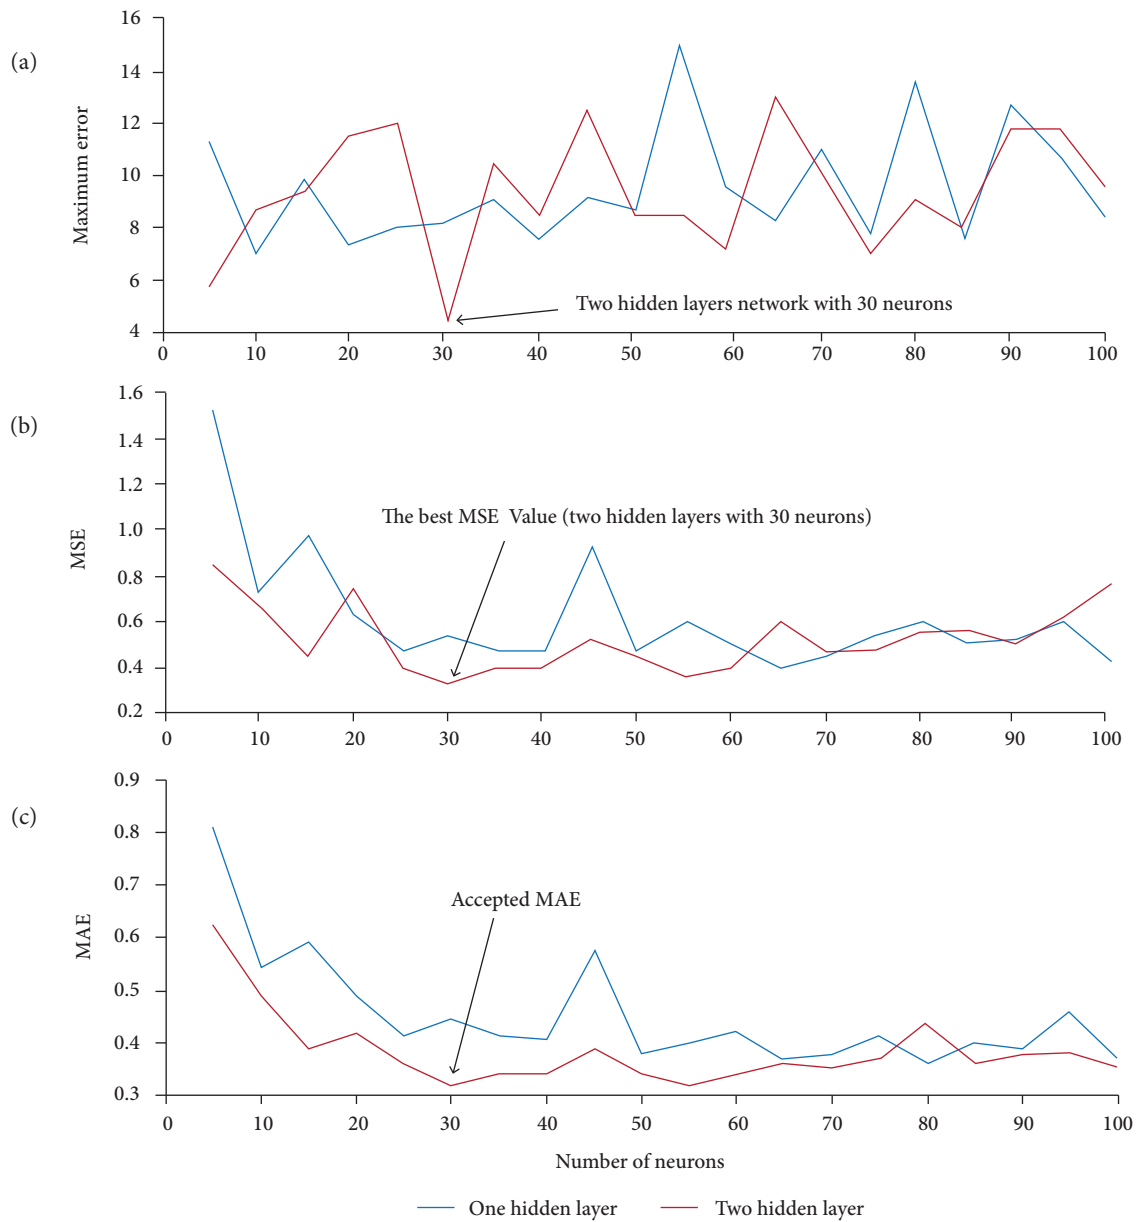 (a)
Maximum error
16
14
12
10
8
6
4
Two hidden layers network with 30 neurons
0 10 20 30 40 50 60 70 80 90 100
(b)
MSE
1.6
1.4
1.2
1.0
0.8
0.6
0.4
0.2
The best MSE Value (two hidden layers with 30 neurons)
0 10 20 30 40 50 60 70 80 90 100
(c)
MAE
0.9
0.8
0.7
0.6
0.5
0.4
0.3
Accepted MAE
0 10 20 30 40 50 60 70 80 90 100
Number of neurons
One hidden layer Two hidden layer